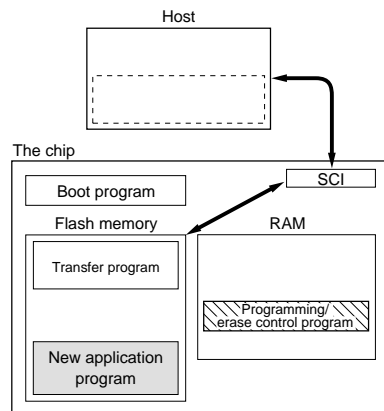 Host
The chip
SCI
Boot program
Flash memory
RAM
Transfer program
Programming/
erase control program
New application
program